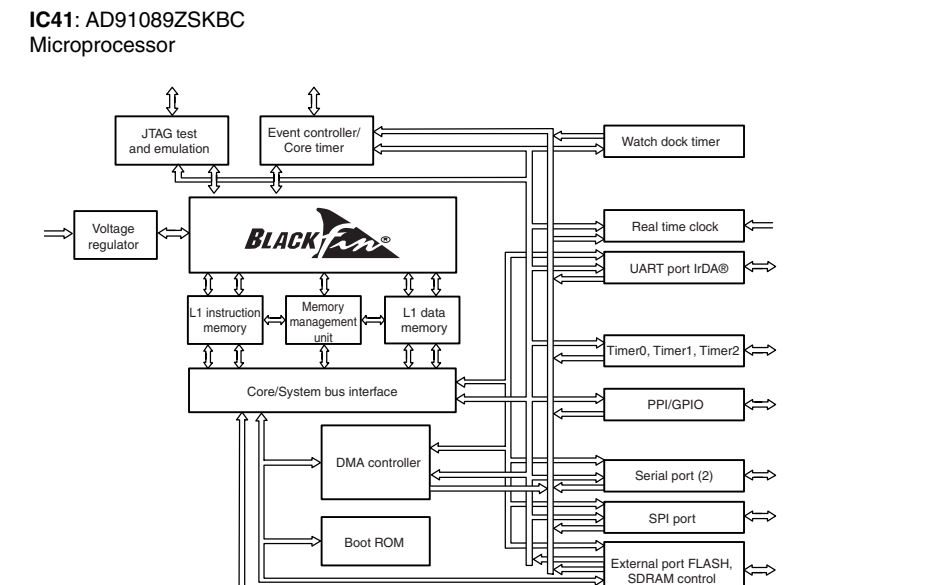 IC41: AD91089ZSKBC
Microprocessor
JTAG test
and emulation
Event controller/
Core timer
Watch dock timer
Voltage
regulator
BLACKfin®
Real time clock
UART port IrDA®
L1 instruction
memory
Memory
management
unit
L1 data
memory
Timer0, Timer1, Timer2
Core/System bus interface
PPI/GPIO
DMA controller
Serial port (2)
SPI port
Boot ROM
External port FLASH,
SDRAM control